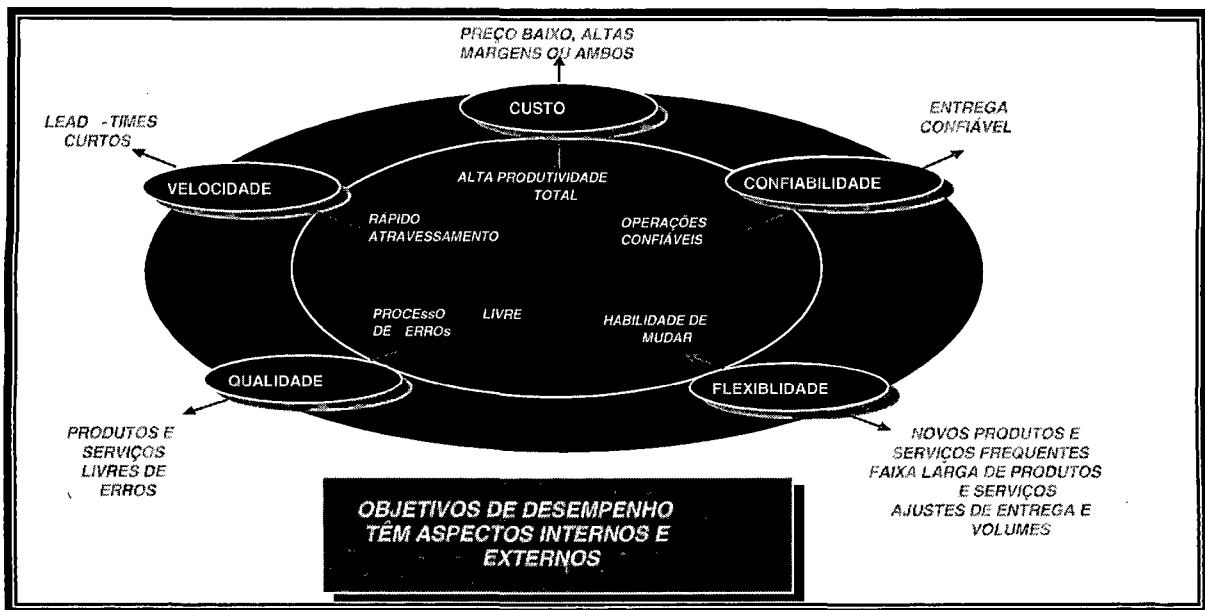 PREÇO BAIXO, ALTAS
MARGENS OU AMBOS
CUSTO
LEAD -TIMES
CURTOS
ENTREGA
CONFIÁVEL
VELOCIDADE
CONFIABILIDADE
ALTA PRODUTIVIDADE
TOTAL
RÁPIDO
ATRAVESSAMENTO
OPERAÇÕES
CONFIÁVEIS
PROCEssO LIVRE
DE ERROs
HABILIDADE DE
MUDAR
QUALIDADE
FLEXIBLIDADE
PRODUTOS E
SERVIÇOS
LIVRES DE
ERROS
NOVOS PRODUTOS E
SERVIÇOS FREQUENTES
FAIXA LARGA DE PRODUTOS
E SERVIÇOS
AJUSTES DE ENTREGA E
VOLUMES
OBJETIVOS DE DESEMPENHO
TÊM ASPECTOS INTERNOS E
EXTERNOS